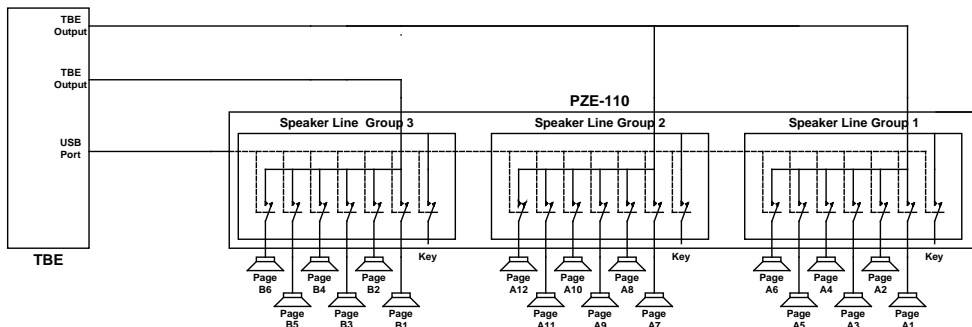 TBE
Output
TBE
Output
USB
Port
TBE
PZE-110
Speaker Line Group 3
Speaker Line Group 2
Speaker Line Group 1
Key
Key
Key
Page
B6
Page
B4
Page
B2
Page
A12
Page
A10
Page
A8
Page
A6
Page
A4
Page
A2
Page
B5
Page
B3
Page
B1
Page
A11
Page
A9
Page
A7
Page
A5
Page
A3
Page
A1